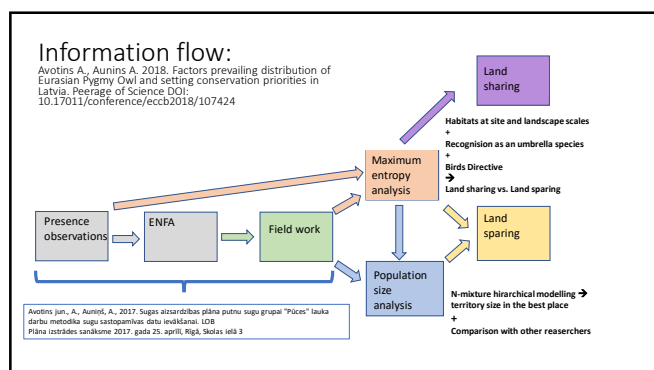 Information flow:
Avotins A., Aunins A. 2018. Factors prevailing distribution of
Eurasian Pygmy Owl and setting conservation priorities in
Latvia. Peerage of Science DOI:
10.17011/conference/eccb2018/107424
Land
sharing
Habitats at site and landscape scales
+
Recognision as an umbrella species
+
Birds Directive
➔
Land sharing vs. Land sparing
Maximum
entropy
analysis
Presence
observations
ENFA
Field work
Land
sparing
Population
size
analysis
N-mixture hirarchical modelling ➔
territory size in the best place
+
Comparison with other reaserchers
Avotins jun., A., Auniņš, A., 2017. Sugas aizsardzības plāna putnu sugu grupai "Pūces" lauka
darbu metodika sugu sastopamīvas datu ievākšanai. LOB
Plāna izstrādes sanāksme 2017. gada 25. aprīlī, Rīgā, Skolas ielā 3